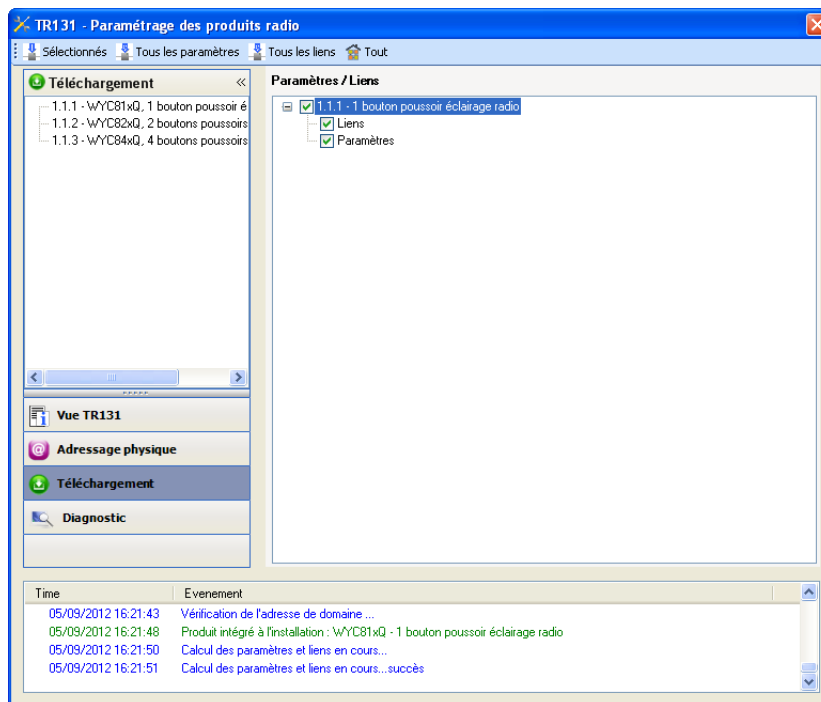 TR131 - Paramétrage des produits radio
Sélectionnés Tous les paramètres Tous les liens Tout
Téléchargement «
1.1.1 - WYC81xQ, 1 bouton poussoir é
1.1.2 - WYC82xQ, 2 boutons poussoirs
1.1.3 - WYC84xQ, 4 boutons poussoirs
Vue TR131
Adressage physique
Téléchargement
Diagnostic
Paramètres / Liens
1.1.1 - 1 bouton poussoir éclairage radio
Liens
Paramètres
Time Evenement
05/09/2012 16:21:43 Vérification de l'adresse de domaine ...
05/09/2012 16:21:48 Produit intégré à l'installation : WYC81xQ - 1 bouton poussoir éclairage radio
05/09/2012 16:21:50 Calcul des paramètres et liens en cours...
05/09/2012 16:21:51 Calcul des paramètres et liens en cours...succès